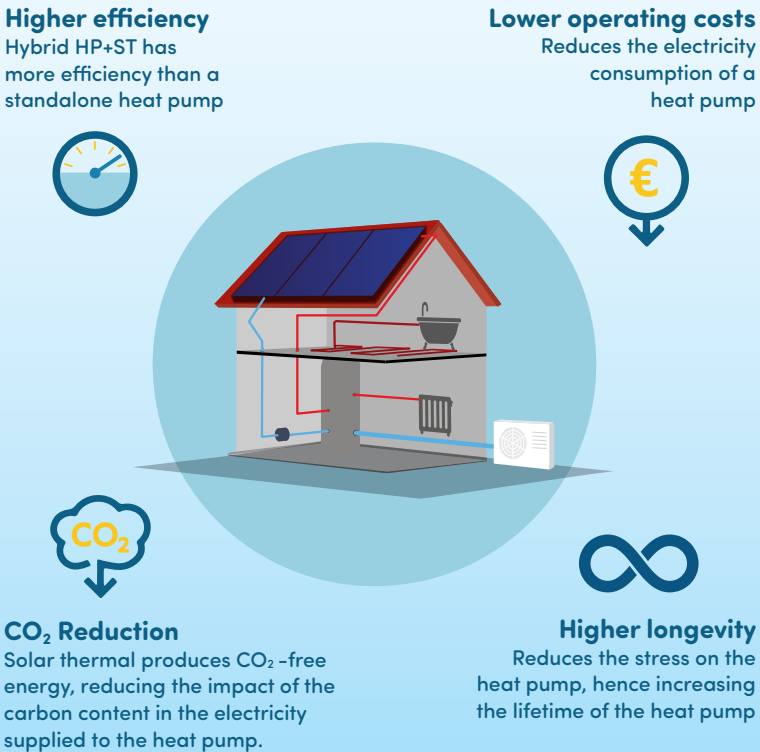 Higher efficiency
Hybrid HP+ST has
more efficiency than a
standalone heat pump
Lower operating costs
Reduces the electricity
consumption of a
heat pump
€
CO₂
CO₂ Reduction
Solar thermal produces CO₂ -free
energy, reducing the impact of the
carbon content in the electricity
supplied to the heat pump.
Higher longevity
Reduces the stress on the
heat pump, hence increasing
the lifetime of the heat pump